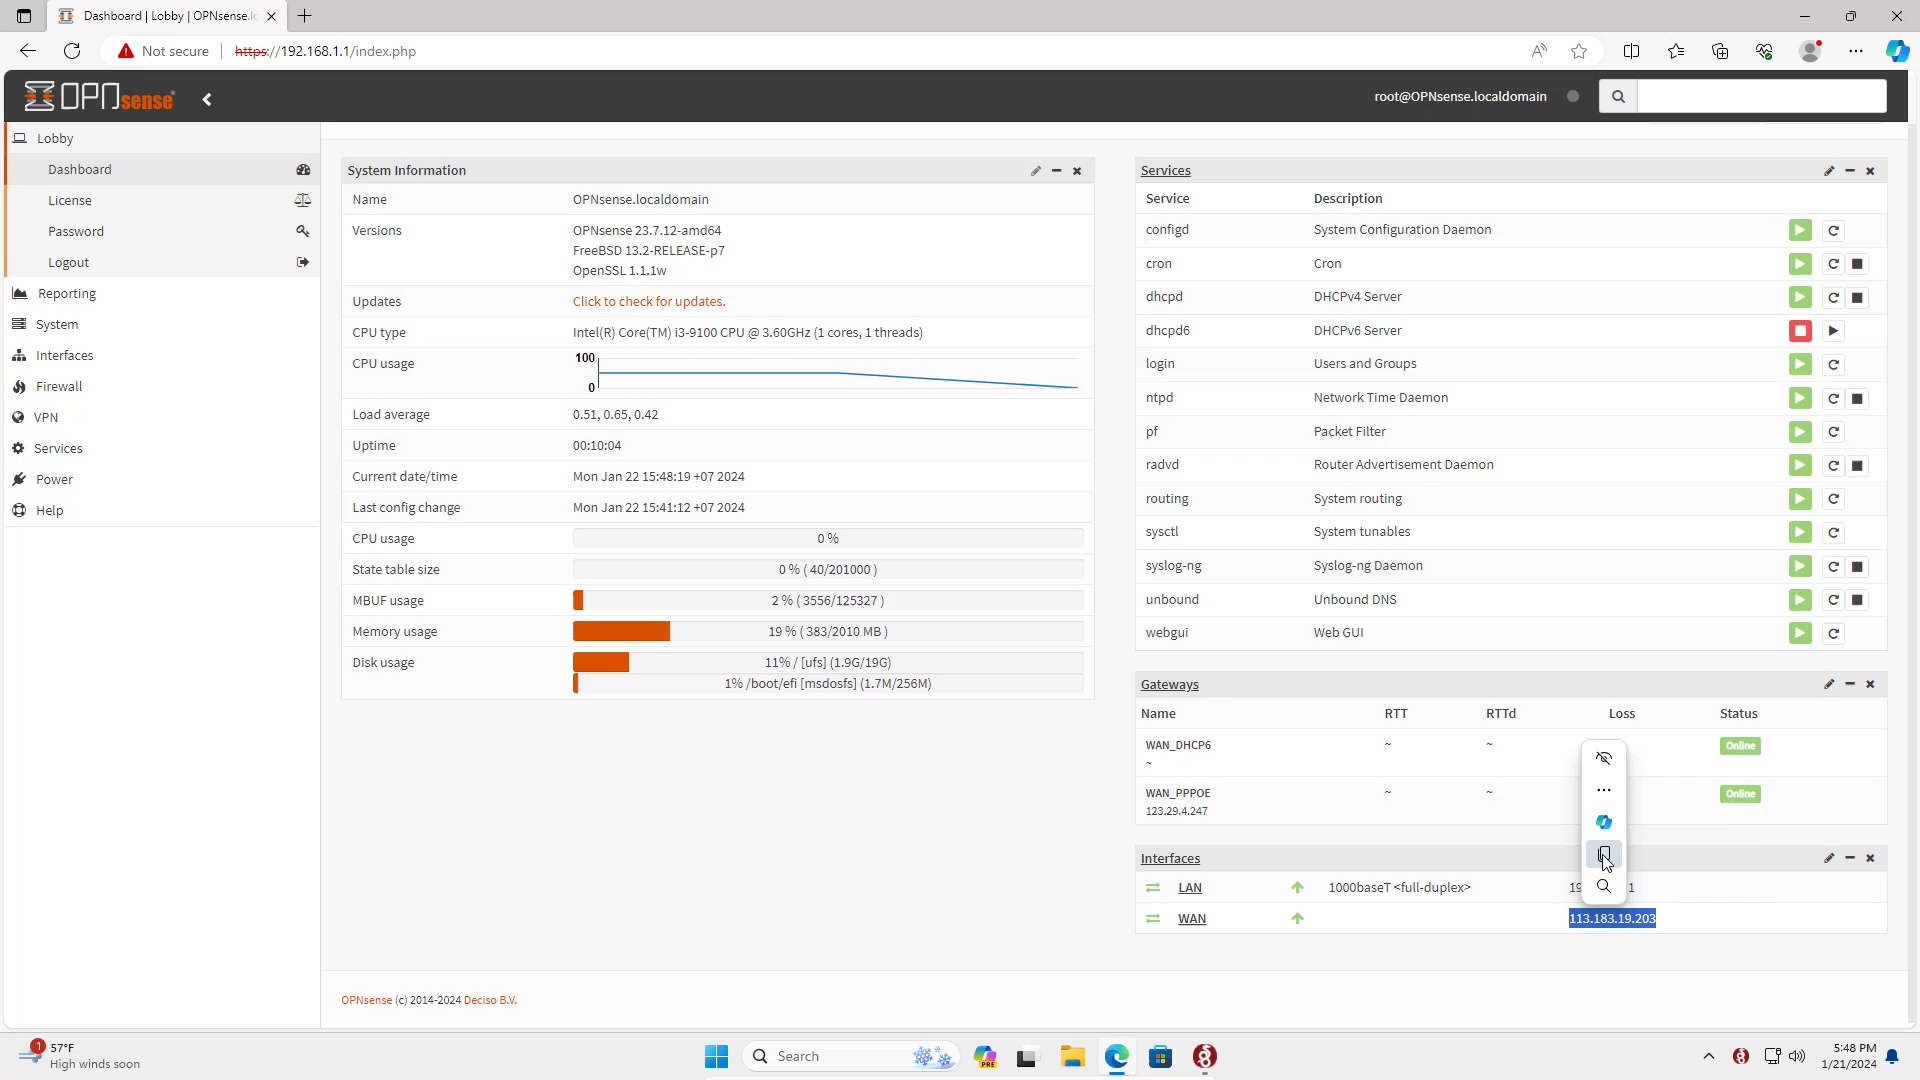 Dashboard | Lobby | OPNsense.lo
Not secure
https://192.168.1.1/index.php
OPNsense
root@OPNsense.localdomain
Lobby
Dashboard
License
Password
Logout
Reporting
System
Interfaces
Firewall
VPN
Services
Power
Help
System Information
Name OPNsense.localdomain
Versions OPNsense 23.7.12-amd64
FreeBSD 13.2-RELEASE-p7
OpenSSL 1.1.1w
Updates Click to check for updates.
CPU type Intel(R) Core(TM) i3-9100 CPU @ 3.60GHz (1 cores, 1 threads)
CPU usage 100
0
Load average 0.51, 0.65, 0.42
Uptime 00:10:04
Current date/time Mon Jan 22 15:48:19 +07 2024
Last config change Mon Jan 22 15:41:12 +07 2024
CPU usage 0 %
State table size 0 % ( 40/201000 )
MBUF usage 2 % ( 3556/125327 )
Memory usage 19 % ( 383/2010 MB )
Disk usage 11% / [ufs] (1.9G/19G)
1% /boot/efi [msdosfs] (1.7M/256M)
Services
Service Description
configd System Configuration Daemon
cron Cron
dhcpd DHCPv4 Server
dhcpd6 DHCPv6 Server
login Users and Groups
ntpd Network Time Daemon
pf Packet Filter
radvd Router Advertisement Daemon
routing System routing
sysctl System tunables
syslog-ng Syslog-ng Daemon
unbound Unbound DNS
webgui Web GUI
Gateways
Name RTT RTTd Loss Status
WAN_DHCP6 ~ ~ Online
~
WAN_PPPOE ~ ~ Online
123.29.4.247
Interfaces
LAN 1000baseT <full-duplex> 19 1
WAN 113.183.19.203
OPNsense (c) 2014-2024 Deciso B.V.
1
57°F
High winds soon
Search
PRE
5:48 PM
1/21/2024